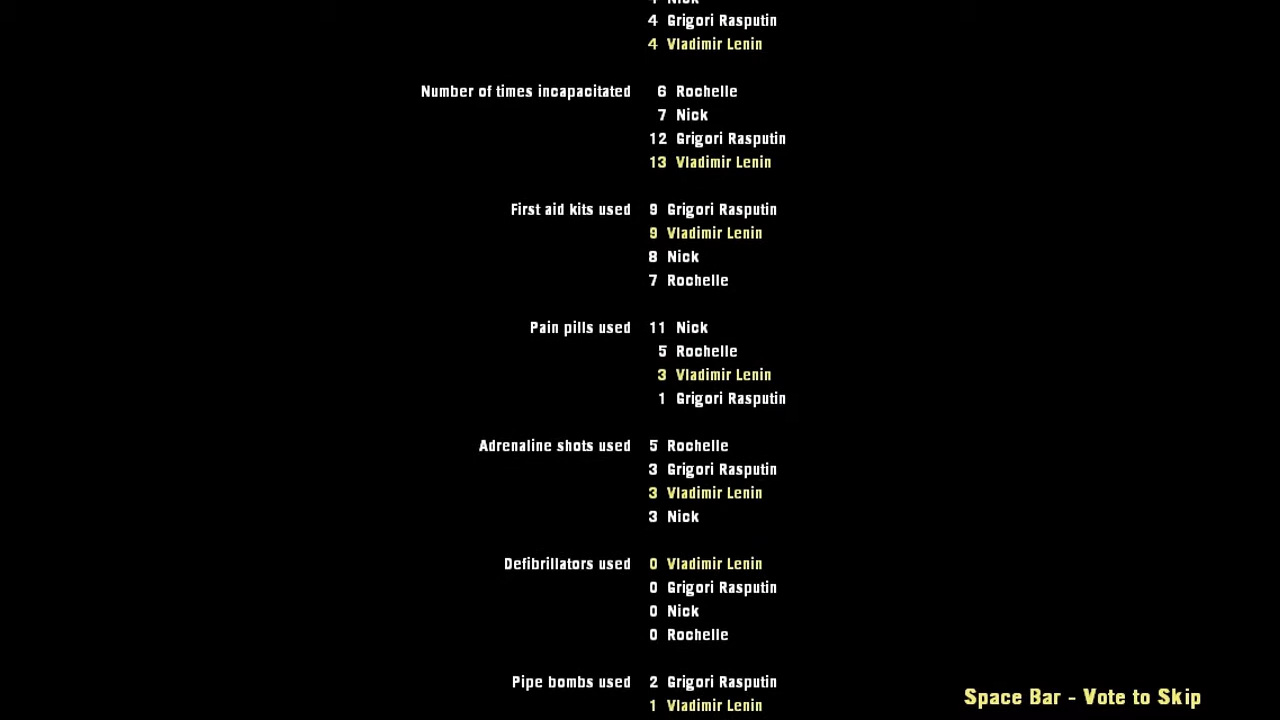 4 Grigori Rasputin
4 Vladimir Lenin
Number of times incapacitated 6 Rochelle
7 Nick
12 Grigori Rasputin
13 Vladimir Lenin
First aid kits used 9 Grigori Rasputin
9 Vladimir Lenin
8 Nick
7 Rochelle
Pain pills used 11 Nick
5 Rochelle
3 Vladimir Lenin
1 Grigori Rasputin
Adrenaline shots used 5 Rochelle
3 Grigori Rasputin
3 Vladimir Lenin
3 Nick
Defibrillators used 0 Vladimir Lenin
0 Grigori Rasputin
0 Nick
0 Rochelle
Pipe bombs used 2 Grigori Rasputin
1 Vladimir Lenin
Space Bar - Vote to Skip